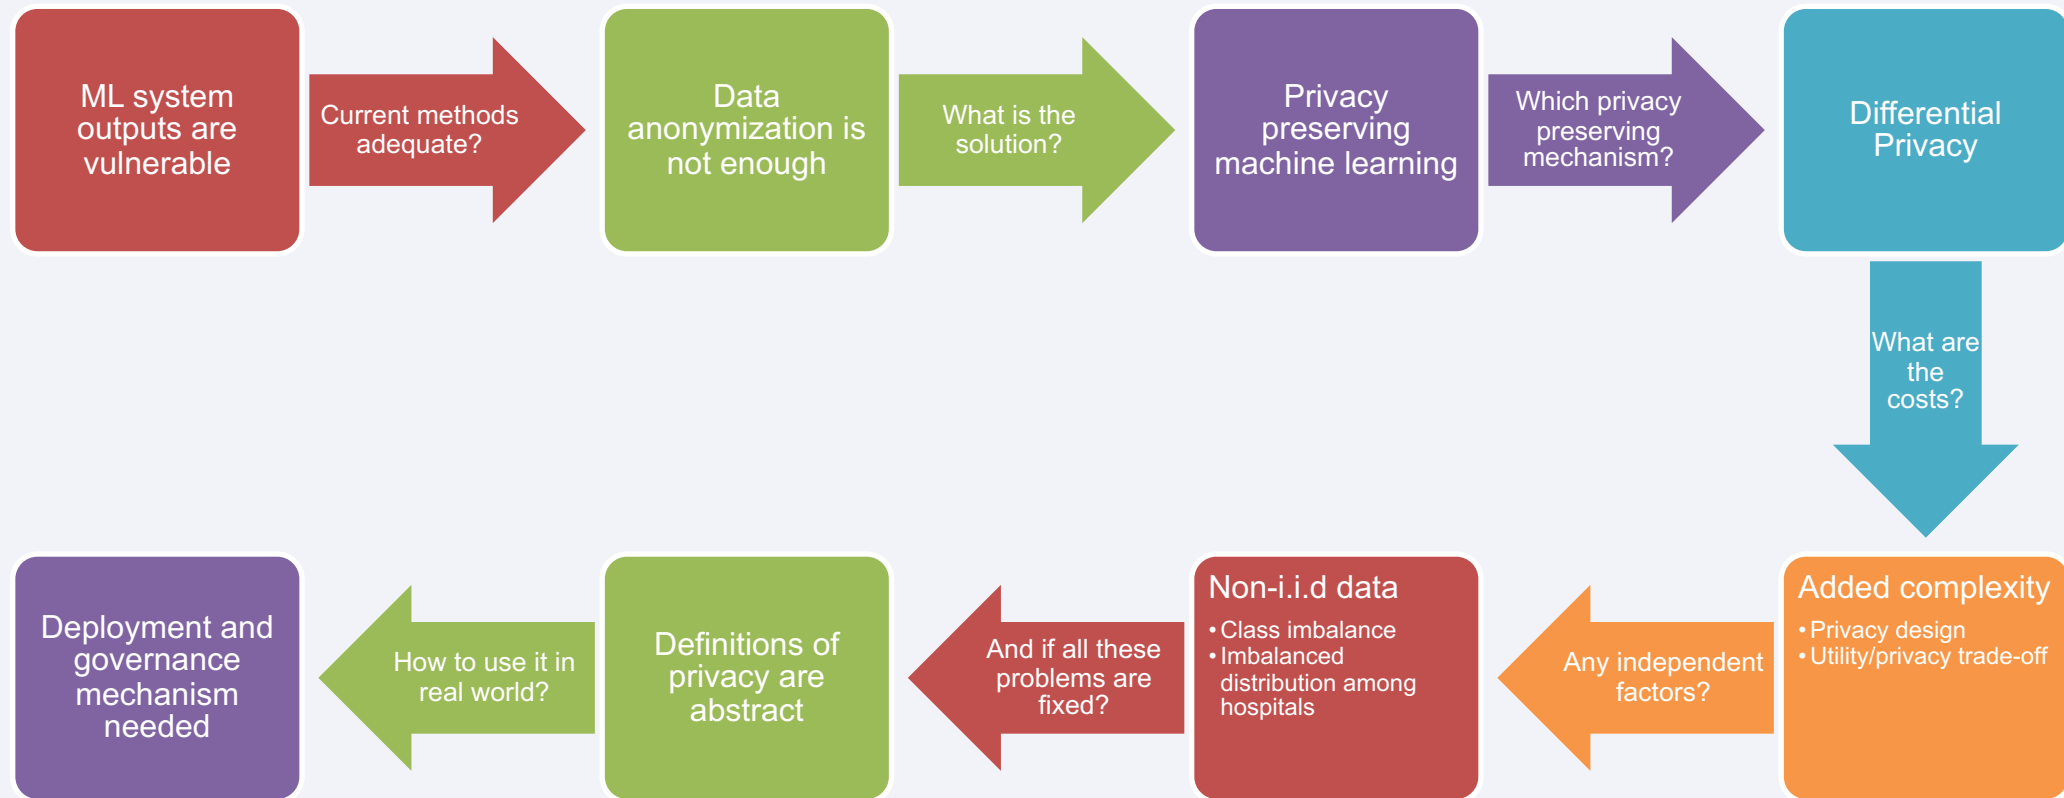 ML system
outputs are
vulnerable
Current methods
adequate?
Data
anonymization is
not enough
What is the
solution?
Privacy
preserving
machine learning
Which privacy
preserving
mechanism?
Differential
Privacy
What are
the
costs?
Added complexity
• Privacy design
• Utility/privacy trade-off
Any independent
factors?
Non-i.i.d data
• Class imbalance
• Imbalanced
distribution among
hospitals
And if all these
problems are
fixed?
Definitions of
privacy are
abstract
How to use it in
real world?
Deployment and
governance
mechanism
needed